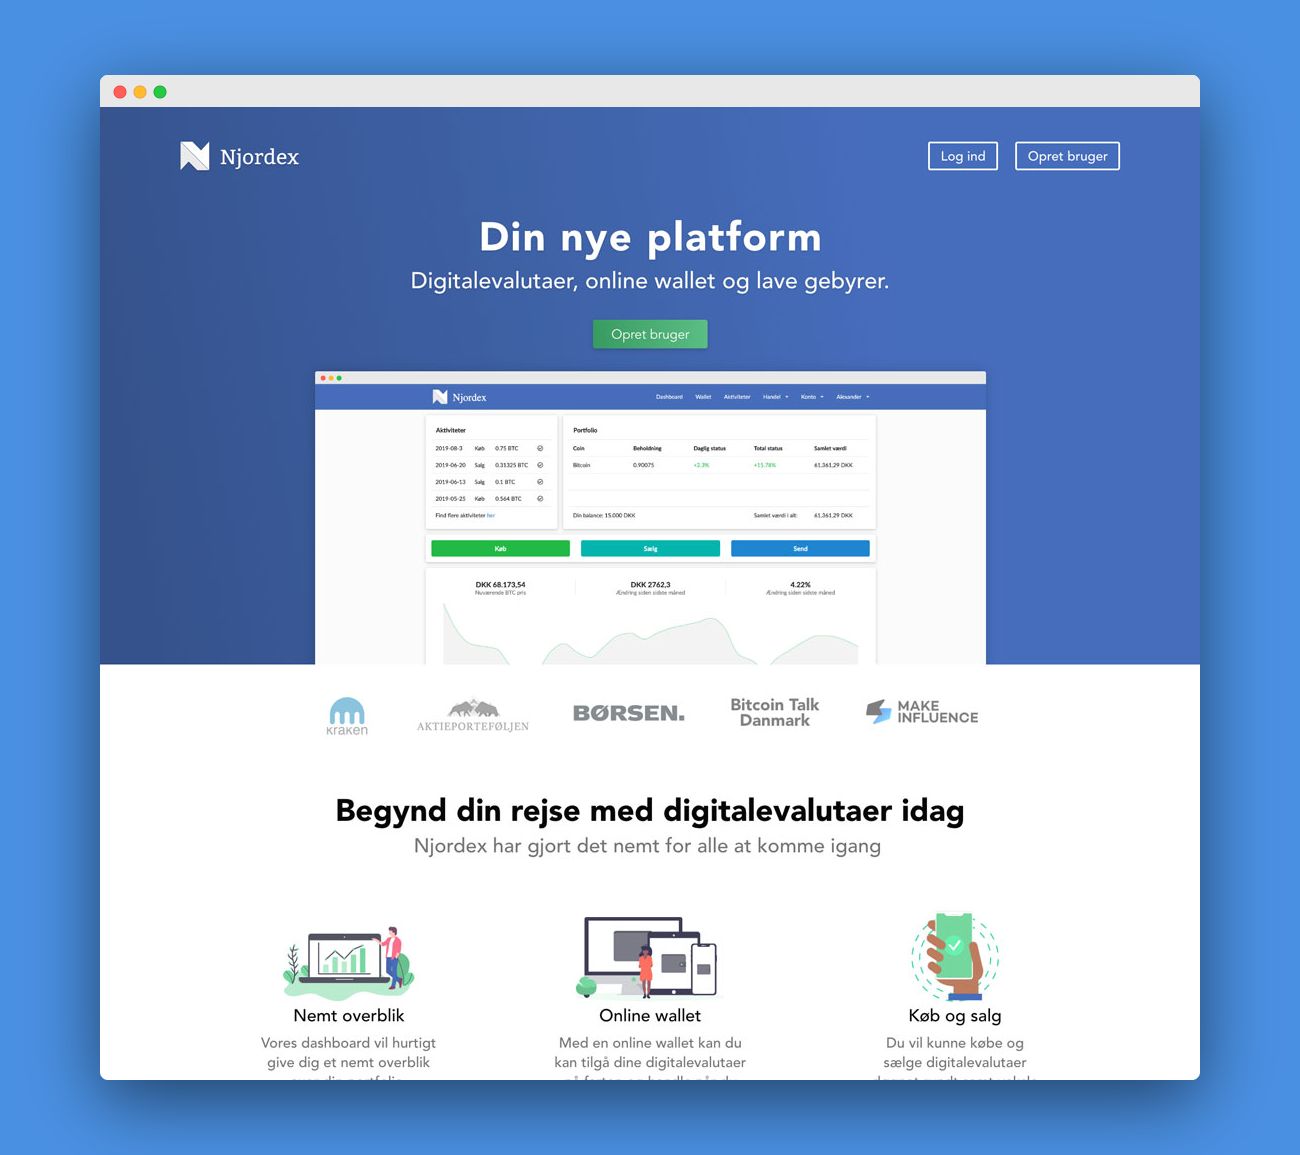 Njordex
Log ind
Opret bruger
Din nye platform
Digitalevalutaer, online wallet og lave gebyrer.
Opret bruger
Njordex
Dashboard Wallet Aktiviteter Handel Konto Alexander
Aktiviteter
2019-08-3 Køb 0.75 BTC
2019-06-20 Salg 0.31325 BTC
2019-06-13 Salg 0.1 BTC
2019-05-25 Køb 0.564 BTC
Find flere aktiviteter her
Portfolio
Coin Beholdning Daglig status Total status Samlet værdi
Bitcoin 0.90075 +2.3% +11.78% 61.361,29 DKK
Din balance: 15.000 DKK Samlet værdi i alt: 61.361,29 DKK
Køb
Sælg
Send
DKK 68.173,54
Nuværende BTC pris
DKK 2762,3
Ændring siden sidste måned
4.22%
Ændring siden sidste måned
kraken
AKTIEPORTEFØLJEN
BØRSEN.
Bitcoin Talk
Danmark
MAKE
INFLUENCE
Begynd din rejse med digitalevalutaer idag
Njordex har gjort det nemt for alle at komme igang
Nemt overblik
Vores dashboard vil hurtigt
give dig et nemt overblik
Online wallet
Med en online wallet kan du
kan tilgå dine digitalevalutaer
Køb og salg
Du vil kunne købe og
sælge digitalevalutaer